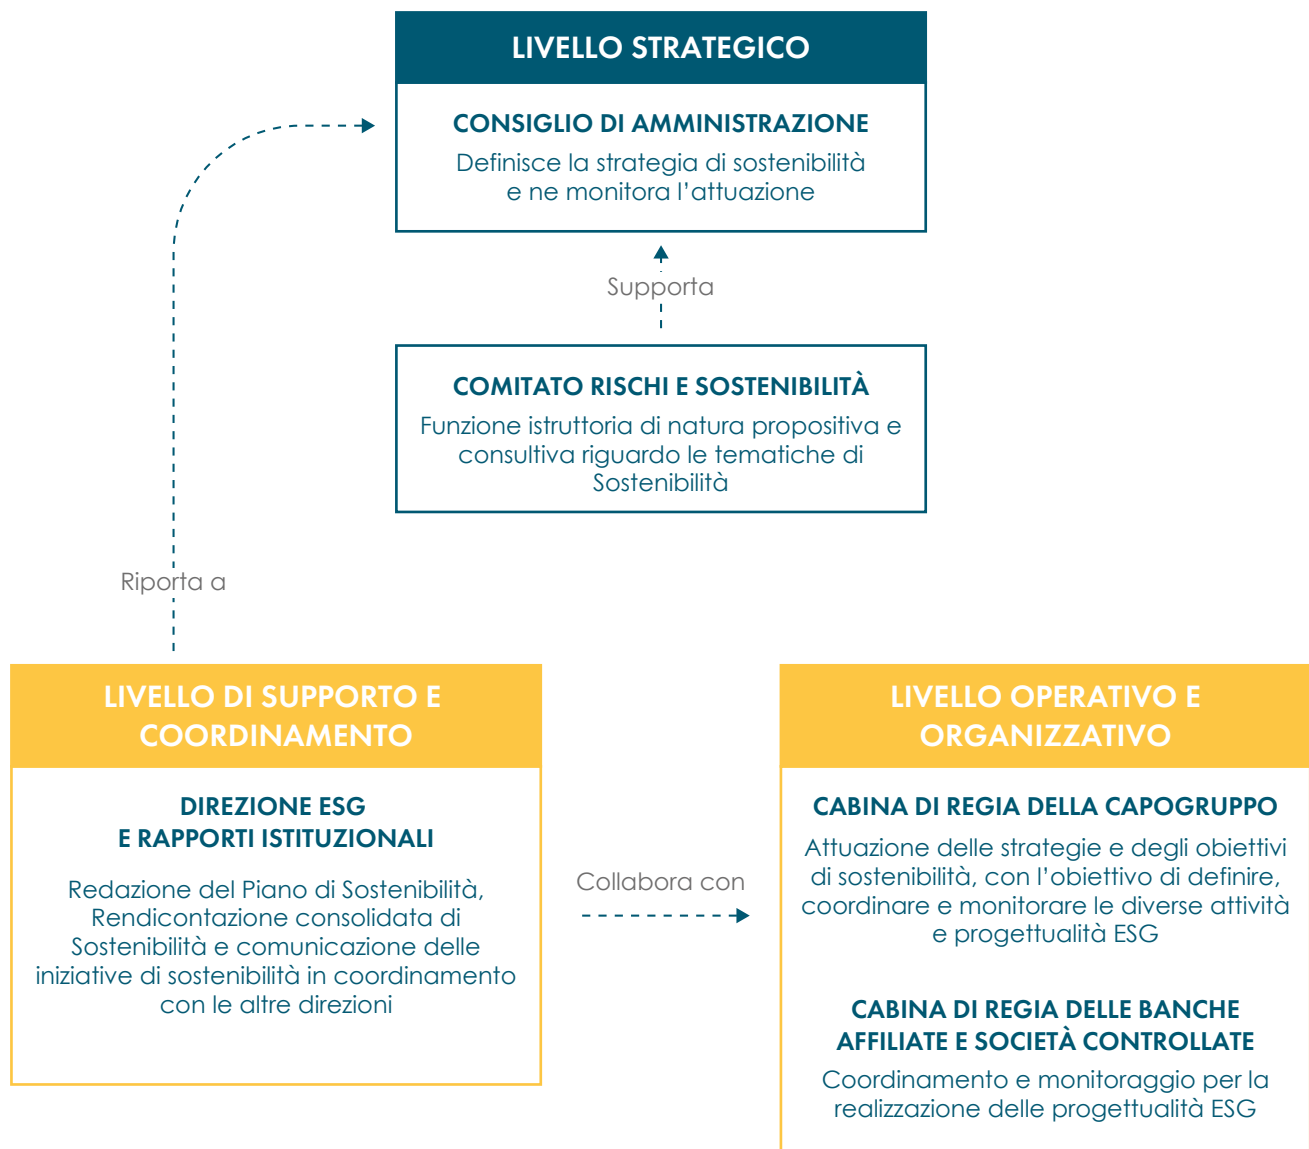 LIVELLO STRATEGICO
CONSIGLIO DI AMMINISTRAZIONE
Definisce la strategia di sostenibilità
e ne monitora l’attuazione
Supporta
COMITATO RISCHI E SOSTENIBILITÀ
Funzione istruttoria di natura propositiva e
consultiva riguardo le tematiche di
Sostenibilità
Riporta a
LIVELLO DI SUPPORTO E
COORDINAMENTO
DIREZIONE ESG
E RAPPORTI ISTITUZIONALI
Redazione del Piano di Sostenibilità,
Rendicontazione consolidata di
Sostenibilità e comunicazione delle
iniziative di sostenibilità in coordinamento
con le altre direzioni
Collabora con
LIVELLO OPERATIVO E
ORGANIZZATIVO
CABINA DI REGIA DELLA CAPOGRUPPO
Attuazione delle strategie e degli obiettivi
di sostenibilità, con l’obiettivo di definire,
coordinare e monitorare le diverse attività
e progettualità ESG
CABINA DI REGIA DELLE BANCHE
AFFILIATE E SOCIETÀ CONTROLLATE
Coordinamento e monitoraggio per la
realizzazione delle progettualità ESG